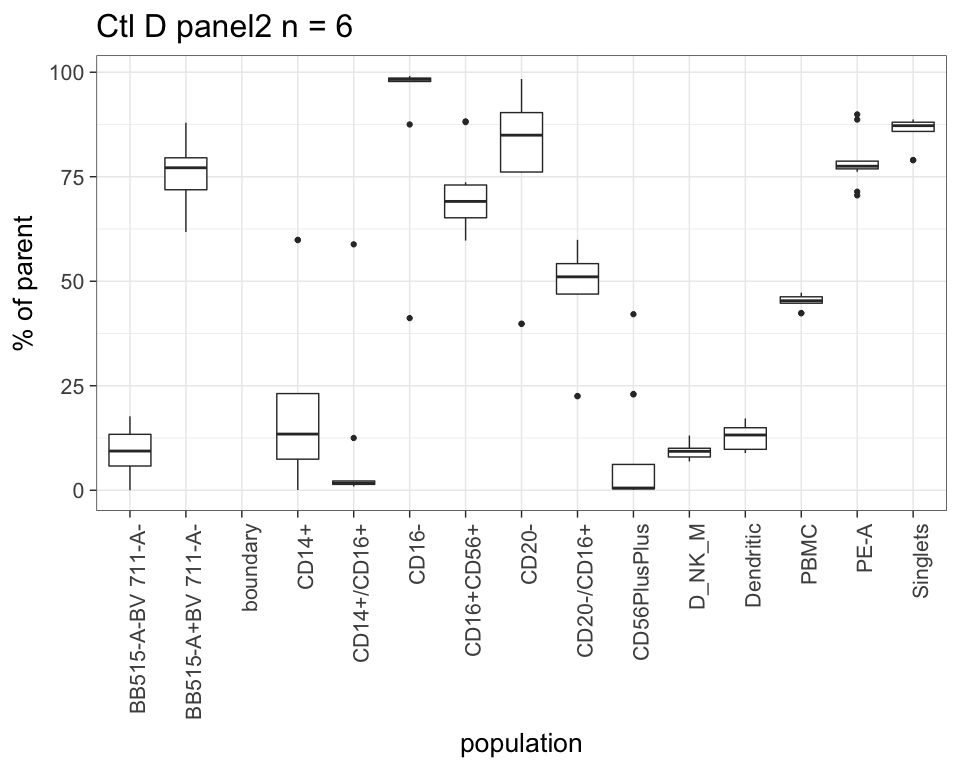 Ctl D panel2 n = 6
% of parent
100
75
50
25
0
BB515-A-BV 711-A-
BB515-A+BV 711-A-
boundary
CD14+
CD14+/CD16+
CD16-
CD16+CD56+
CD20-
CD20-/CD16+
CD56PlusPlus
D_NK_M
Dendritic
PBMC
PE-A
Singlets
population